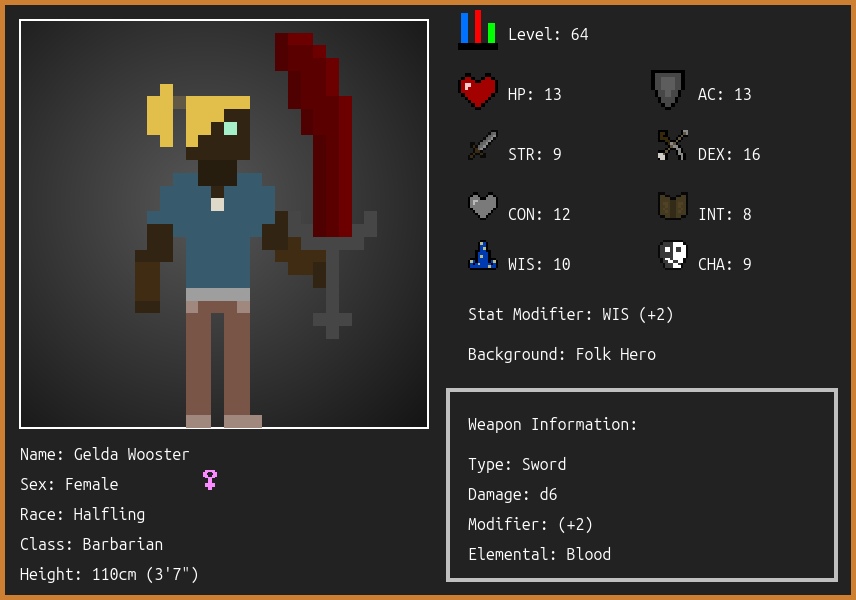 Level: 64
HP: 13
AC: 13
STR: 9
DEX: 16
CON: 12
INT: 8
WIS: 10
CHA: 9
Stat Modifier: WIS (+2)
Background: Folk Hero
Weapon Information:
Type: Sword
Damage: d6
Modifier: (+2)
Elemental: Blood
Name: Gelda Wooster
Sex: Female
Race: Halfling
Class: Barbarian
Height: 110cm (3'7")